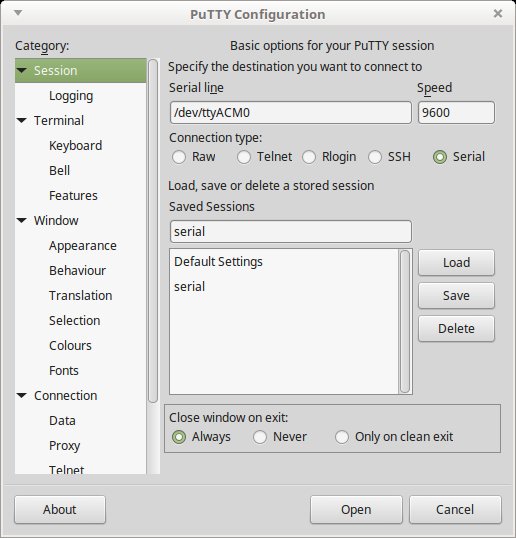 PuTTY Configuration
Category:
Session
Logging
Terminal
Keyboard
Bell
Features
Window
Appearance
Behaviour
Translation
Selection
Colours
Fonts
Connection
Data
Proxy
Telnet
Basic options for your PuTTY session
Specify the destination you want to connect to
Serial line Speed
/dev/ttyACM0 9600
Connection type:
Raw Telnet Rlogin SSH Serial
Load, save or delete a stored session
Saved Sessions
serial
Default Settings
serial
Load
Save
Delete
Close window on exit:
Always Never Only on clean exit
About Open Cancel